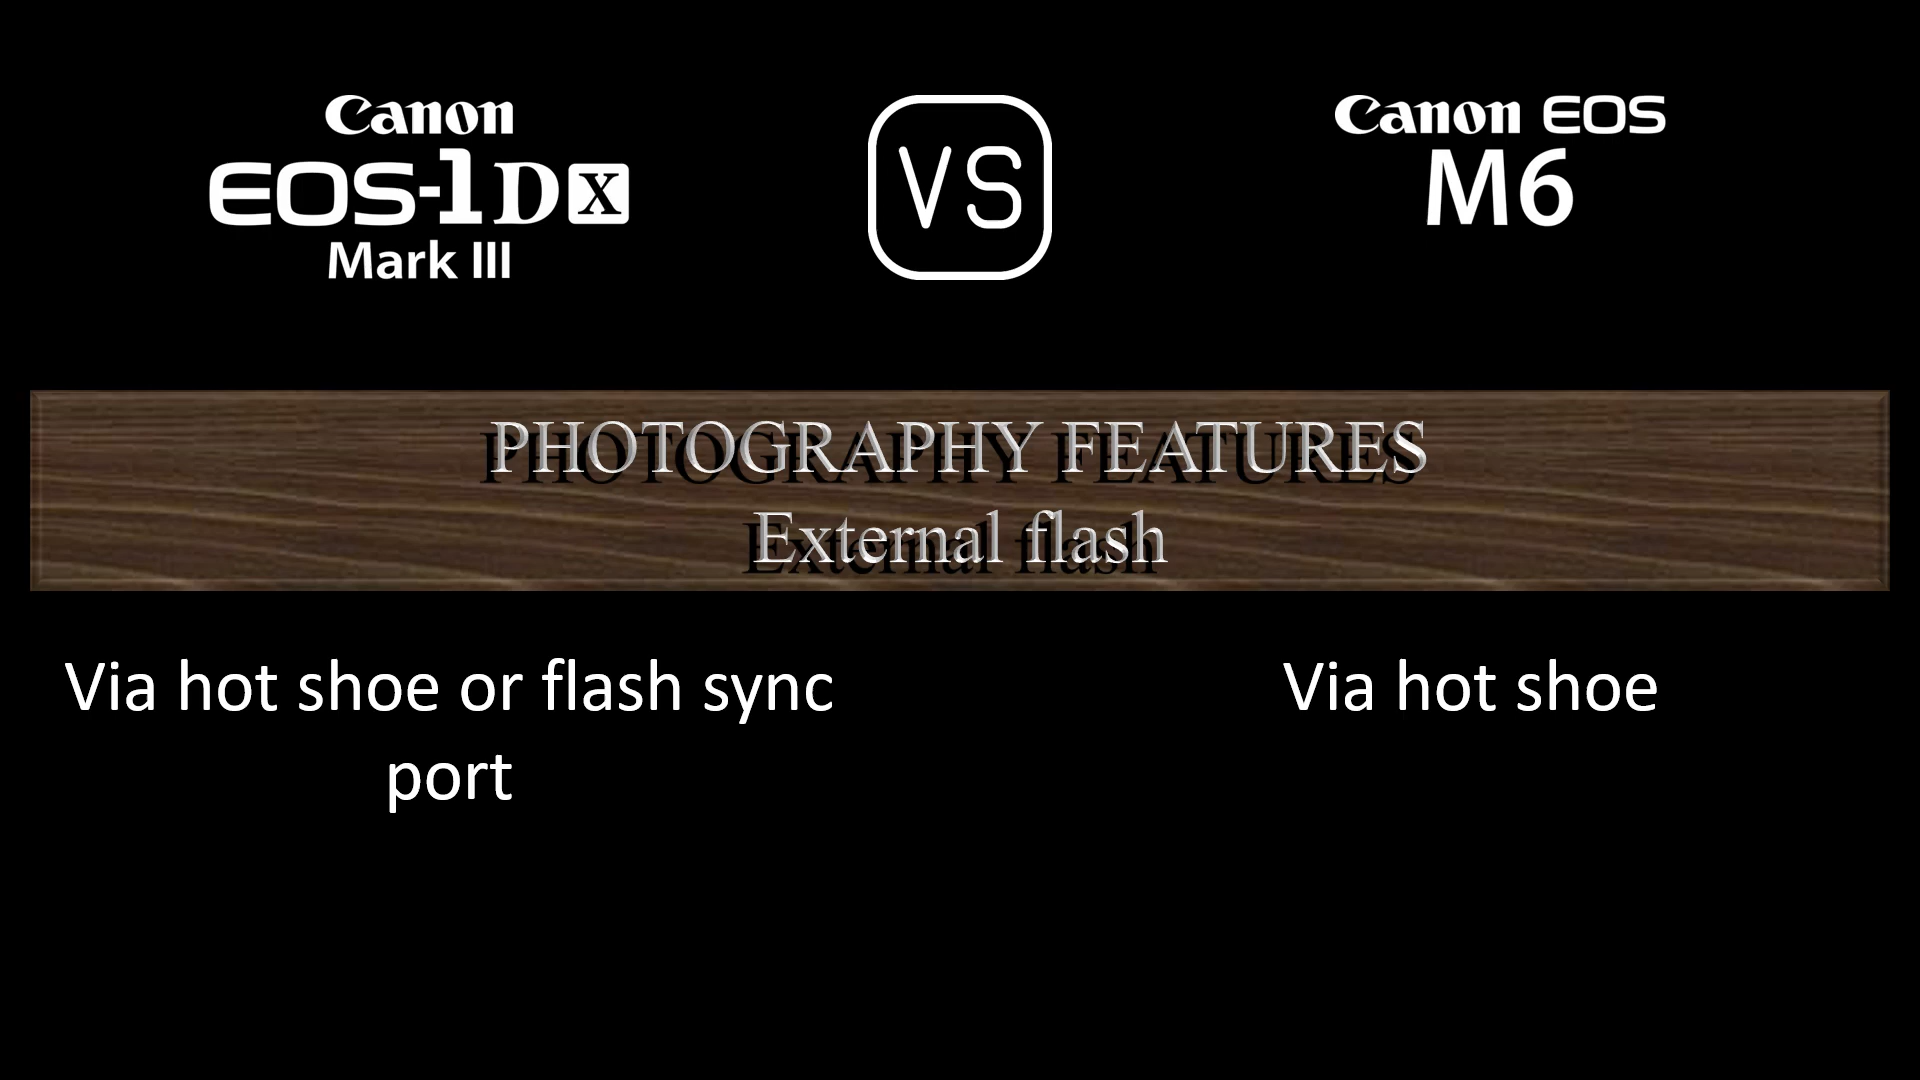 Canon
EOS-1D X
Mark III
VS
Canon EOS
M6
PHOTOGRAPHY FEATURES
External flash
Via hot shoe or flash sync
port
Via hot shoe